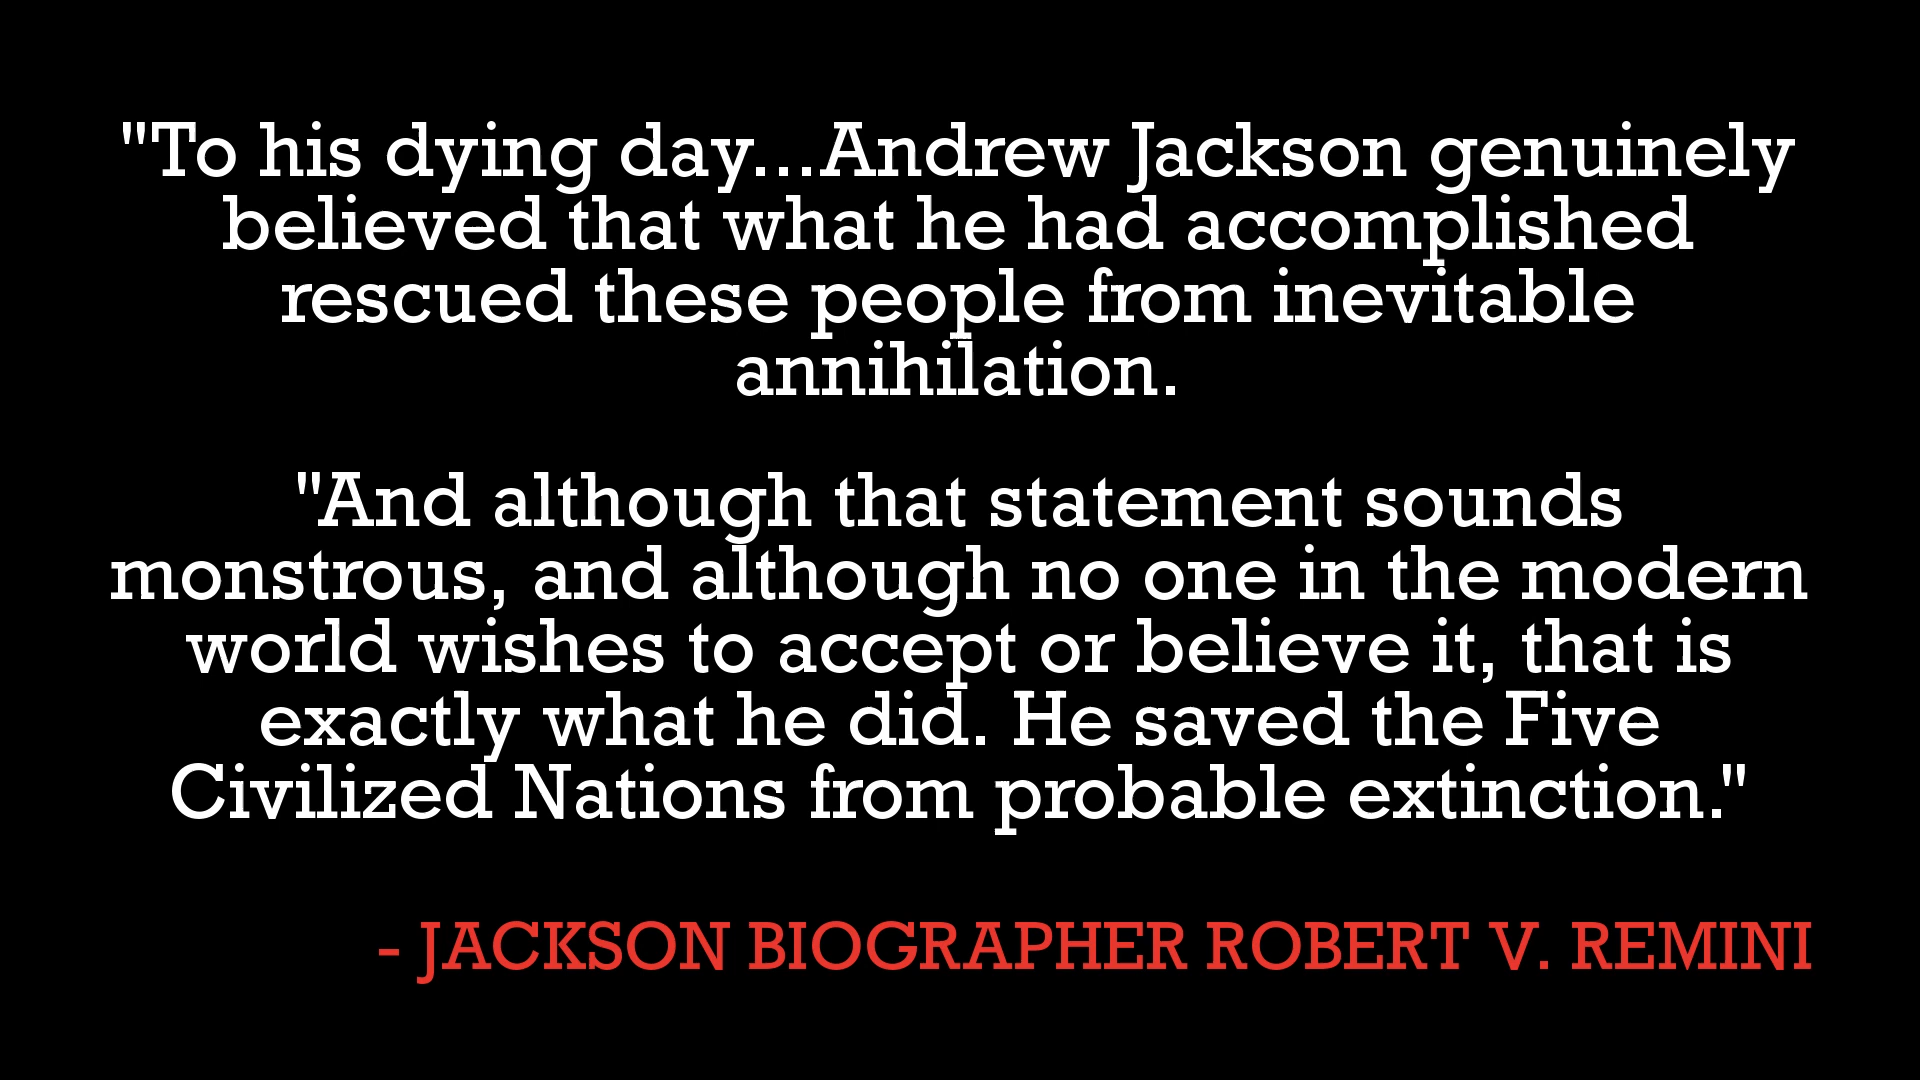 "To his dying day...Andrew Jackson genuinely
believed that what he had accomplished
rescued these people from inevitable
annihilation.
"And although that statement sounds
monstrous, and although no one in the modern
world wishes to accept or believe it, that is
exactly what he did. He saved the Five
Civilized Nations from probable extinction."
- JACKSON BIOGRAPHER ROBERT V. REMINI